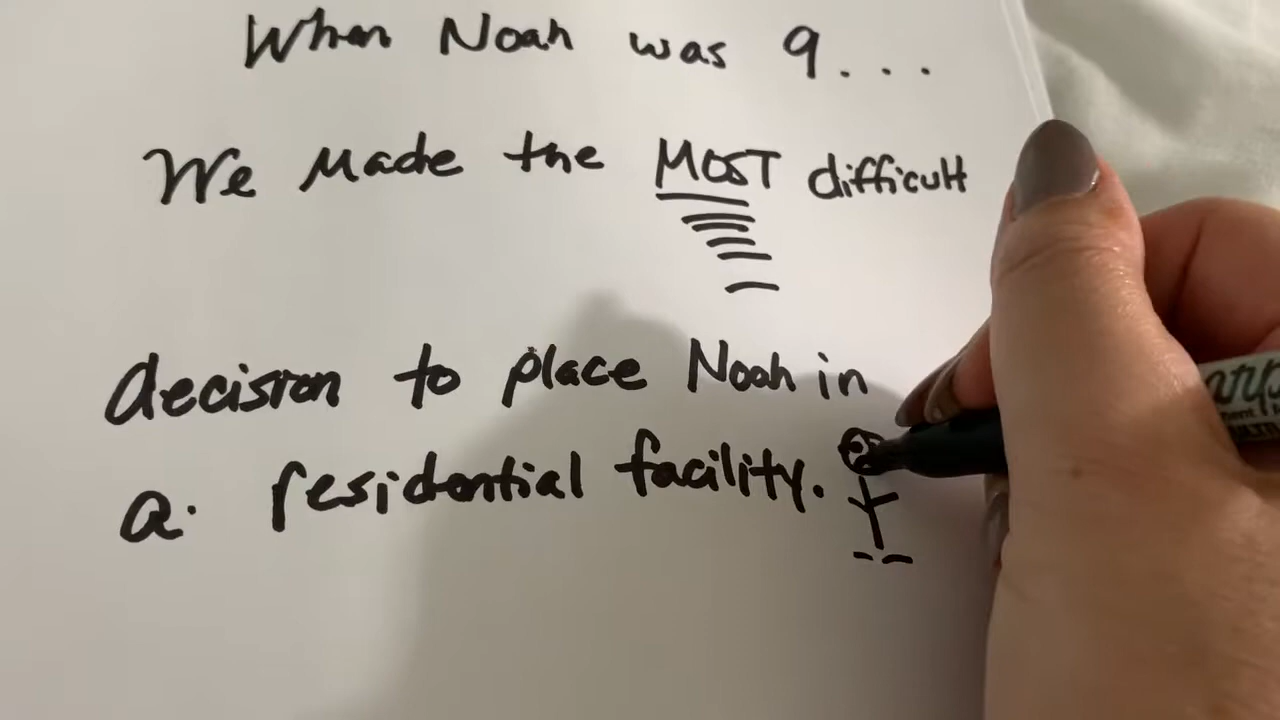 When Noah was 9...
We made the MOST difficult
decision to place Noah in
a. residential facility.